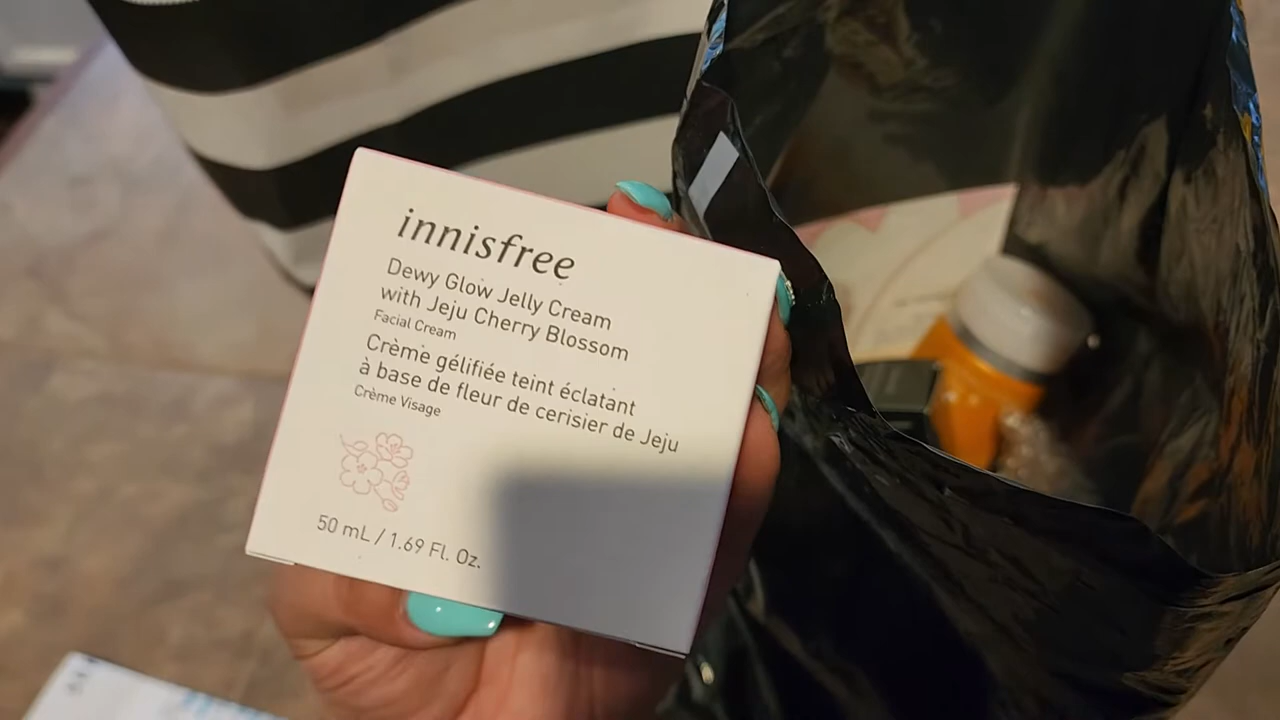 innisfree
Dewy Glow Jelly Cream
with Jeju Cherry Blossom
Facial Cream
Crème gélifiée teint éclatant
à base de fleur de cerisier de Jeju
Crème Visage
50 mL / 1.69 Fl. Oz.